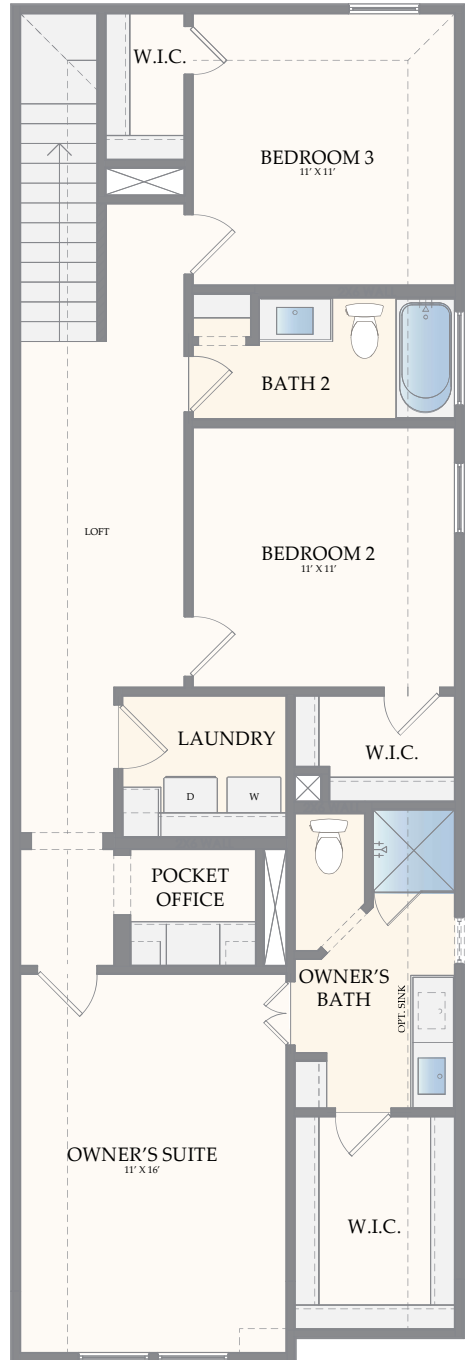 W.I.C.
BEDROOM 3
11' X 11'
BATH 2
LOFT
BEDROOM 2
11' X 11'
LAUNDRY
D
W
W.I.C.
POCKET
OFFICE
OWNER'S
BATH
OPT. SINK
OWNER'S SUITE
11' X 16'
W.I.C.